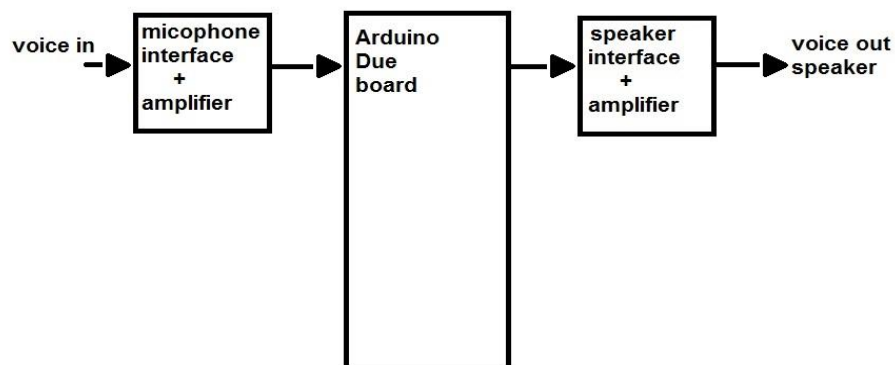 voice in
micophone
interface
+
amplifier
Arduino
Due
board
speaker
interface
+
amplifier
voice out
speaker